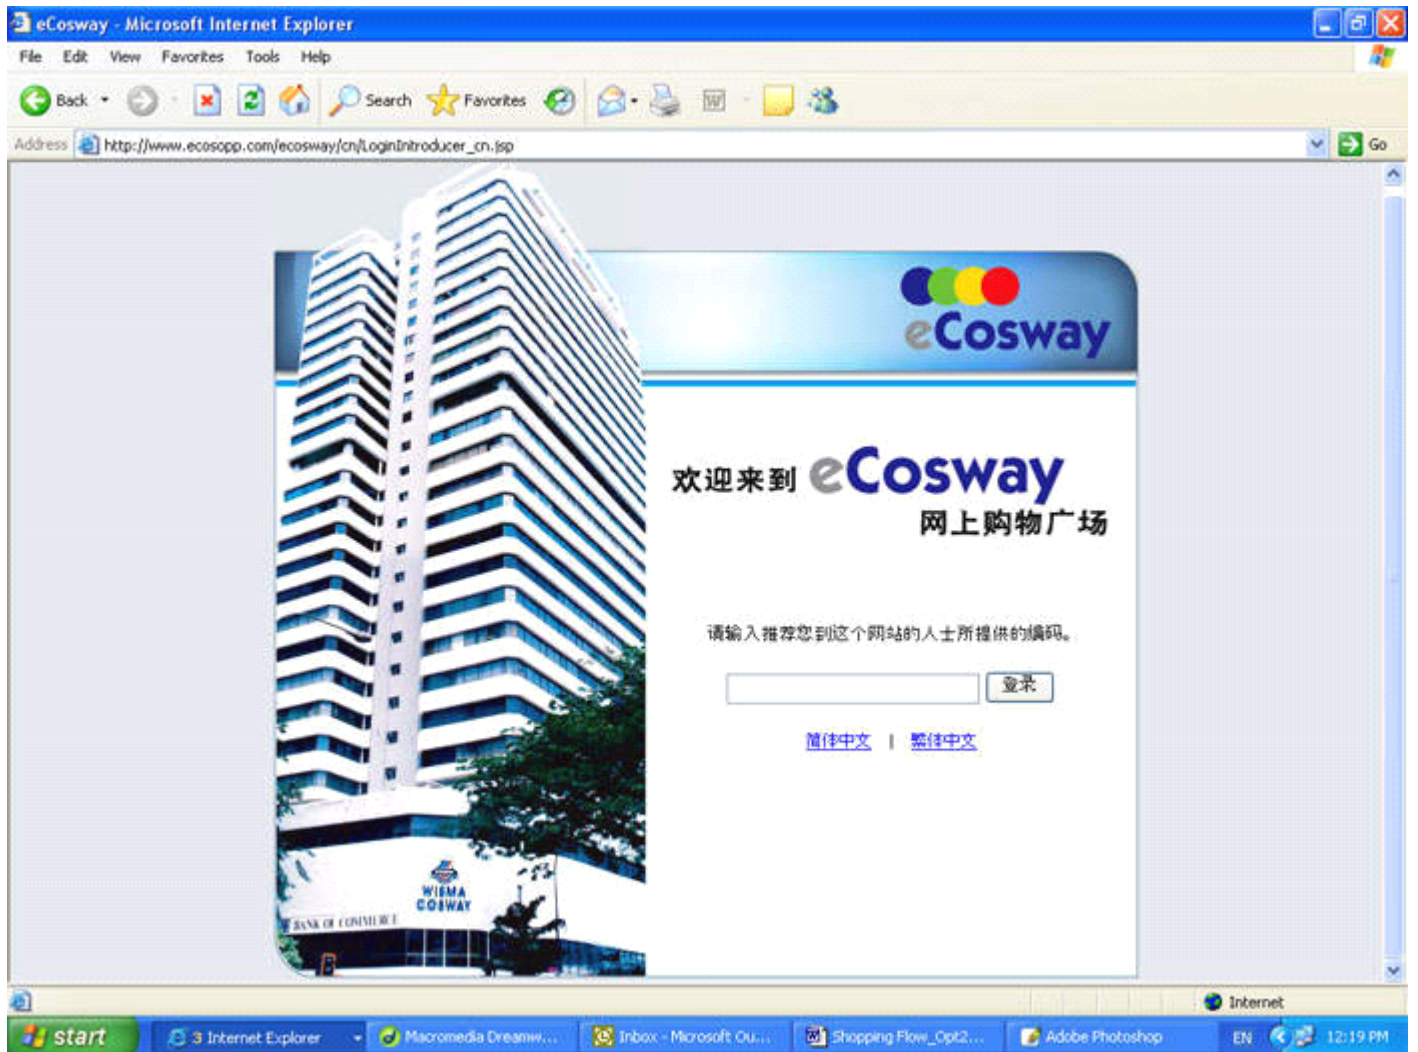 eCosway - Microsoft Internet Explorer
File Edit View Favorites Tools Help
Back Search Favorites
Address http://www.ecosopp.com/ecosway/cn/LoginIntroducer_cn.jsp Go
eCosway
欢迎来到 eCosway
网上购物广场
请输入推荐您到这个网站的人士所提供的编码。
登录
简体中文 | 繁体中文
WISMA
COSWAY
BANK OF COMMERCE
Internet
start 3 Internet Explorer Macromedia Dreamw... Inbox - Microsoft Ou... Shopping Flow_Opt2... Adobe Photoshop EN 12:19 PM